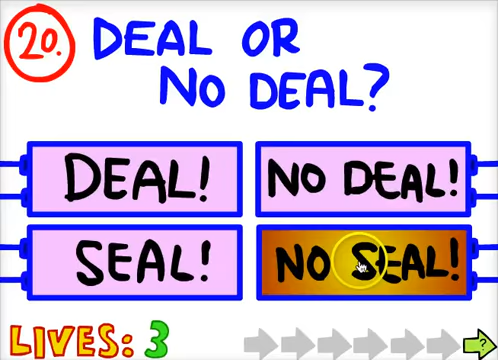 20.
DEAL OR
NO DEAL?
DEAL!
NO DEAL!
SEAL!
NO SEAL!
LIVES: 3
?